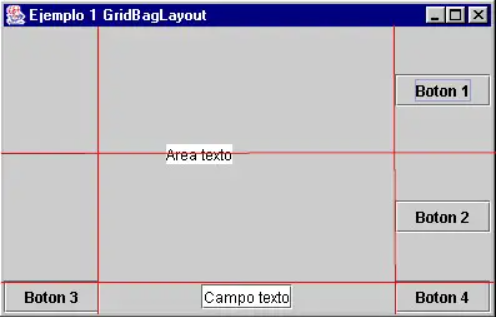 Ejemplo 1 GridBagLayout
Boton 1
Area texto
Boton 2
Boton 3
Campo texto
Boton 4